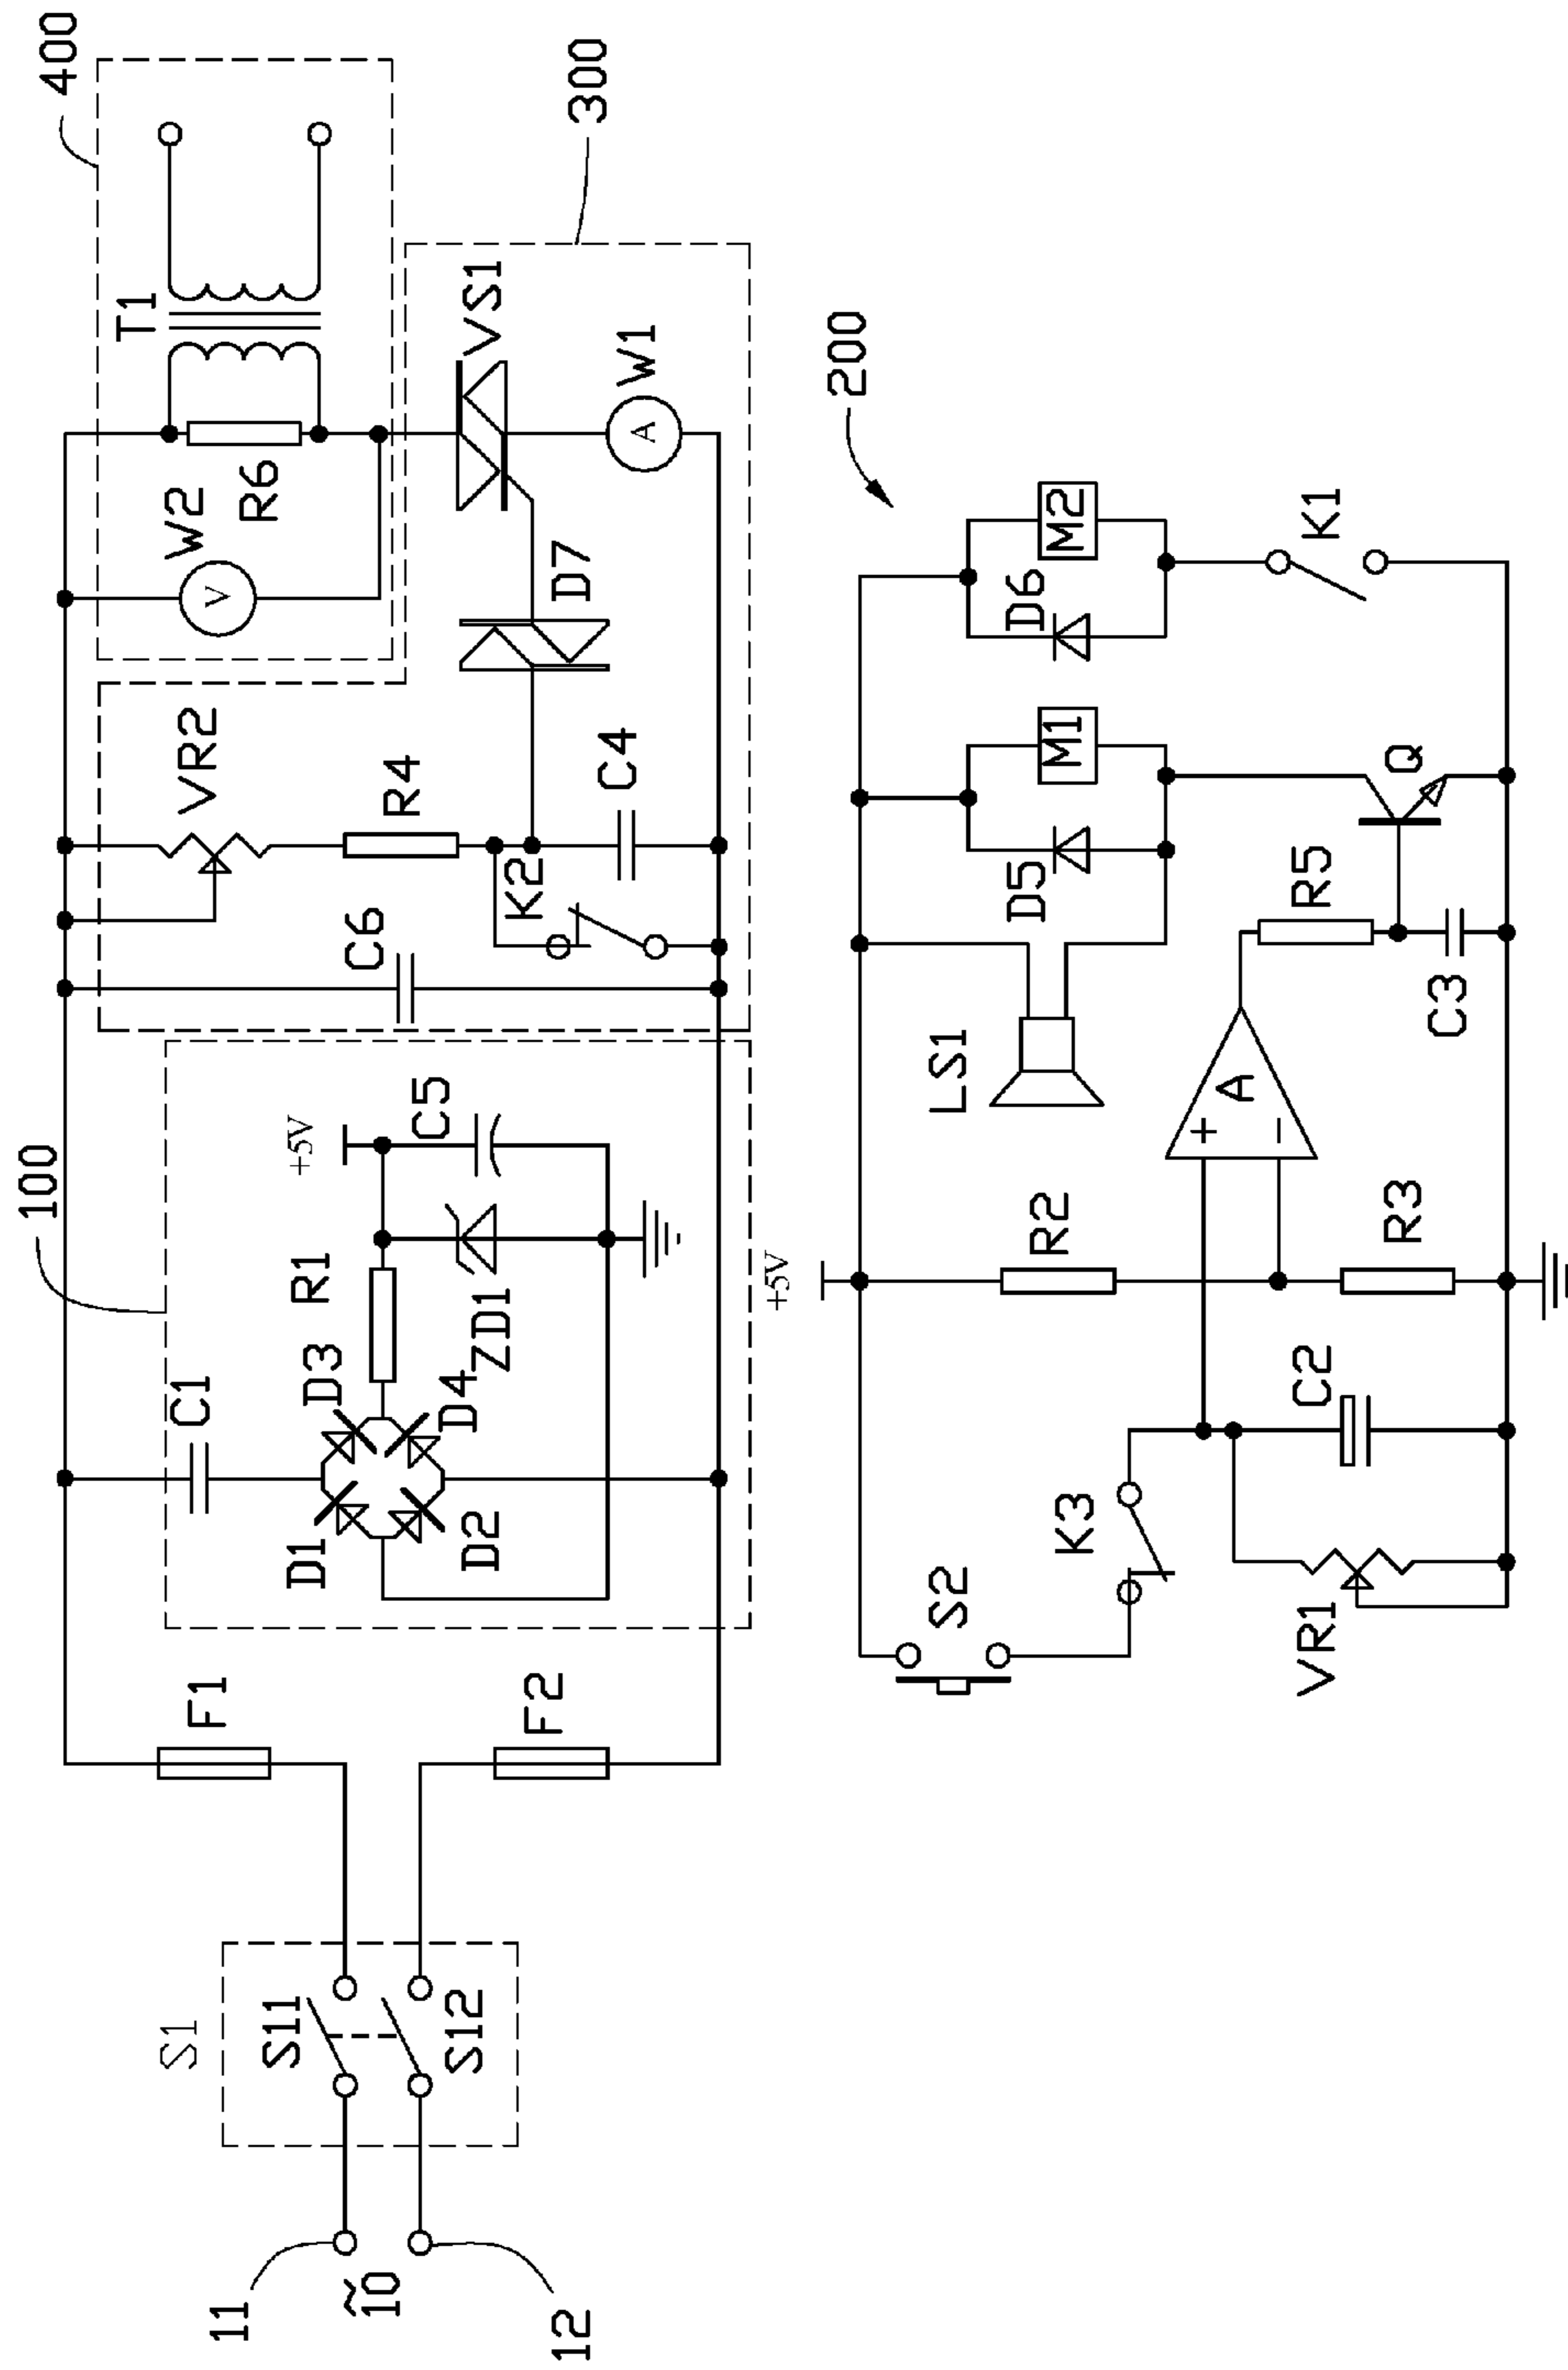 400
T1
300
W2
R6
VS1
W1
VR2
R4
D7
C4
K2
C6
100
+5V
C5
R1
ZD1
C1
D3
D4
D1
D2
F1
F2
S1
S11
S12
11
~10
12
V
A
200
M2
D6
K1
M1
D5
Q
R5
C3
LS1
A
+
-
+5V
R2
R3
C2
K3
S2
VR1